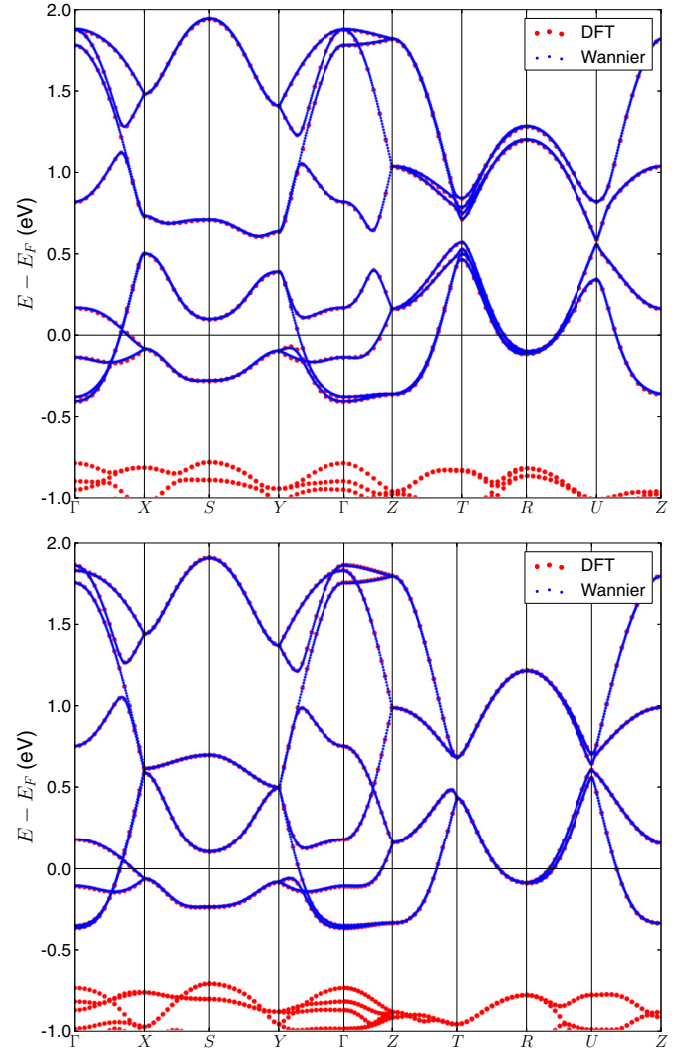 2.0
1.5
1.0
0.5
0.0
-0.5
-1.0
E − E_F (eV)
DFT
Wannier
Γ X S Y Γ Z T R U Z
2.0
1.5
1.0
0.5
0.0
-0.5
-1.0
E − E_F (eV)
DFT
Wannier
Γ X S Y Γ Z T R U Z